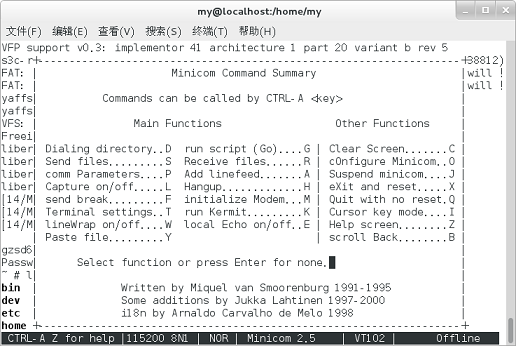 my@localhost:/home/my
文件(F) 编辑(E) 查看(V) 搜索(S) 终端(T) 帮助(H)
VFP support v0.3: implementor 41 architecture 1 part 20 variant b rev 5
s3c-r+----------------------------------------------------------------------+38812)
FAT: | Minicom Command Summary |will !
FAT: | |will !
yaffs| Commands can be called by CTRL-A <key> |
yaffs| |
VFS: | Main Functions Other Functions |
Freei| |
liber| Dialing directory..D run script (Go)....G | Clear Screen.......C |
liber| Send files.........S Receive files......R | cOnfigure Minicom..O |
liber| comm Parameters....P Add linefeed.......A | Suspend minicom....J |
liber| Capture on/off.....L Hangup.............H | eXit and reset.....X |
[14/M| send break.........F initialize Modem...M | Quit with no reset.Q |
[14/M| Terminal settings..T run Kermit.........K | Cursor key mode....I |
[14/M| lineWrap on/off....W local Echo on/off..E | Help screen........Z |
| Paste file.........Y | scroll Back........B |
gzsd6| |
Passw| Select function or press Enter for none. |
~ # l| |
bin | Written by Miquel van Smoorenburg 1991-1995 |
dev | Some additions by Jukka Lahtinen 1997-2000 |
etc | i18n by Arnaldo Carvalho de Melo 1998 |
home +----------------------------------------------------------------------+
CTRL-A Z for help |115200 8N1 | NOR | Minicom 2.5 | VT102 | Offline